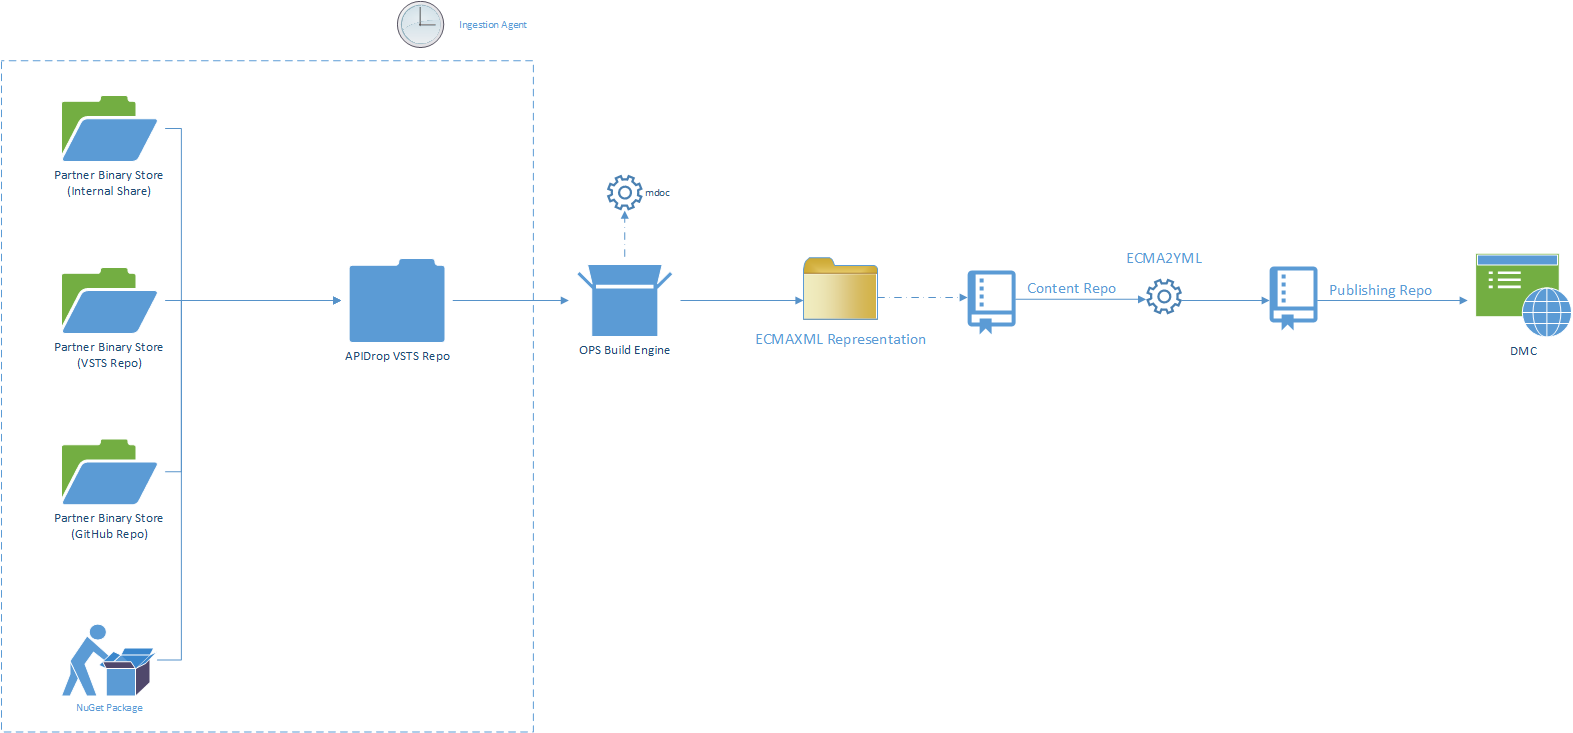 Ingestion Agent
Partner Binary Store
(Internal Share)
mdoc
Partner Binary Store
(VSTS Repo)
APIDrop VSTS Repo
OPS Build Engine
ECMAXML Representation
Content Repo
ECMA2YML
Publishing Repo
DMC
Partner Binary Store
(GitHub Repo)
NuGet Package